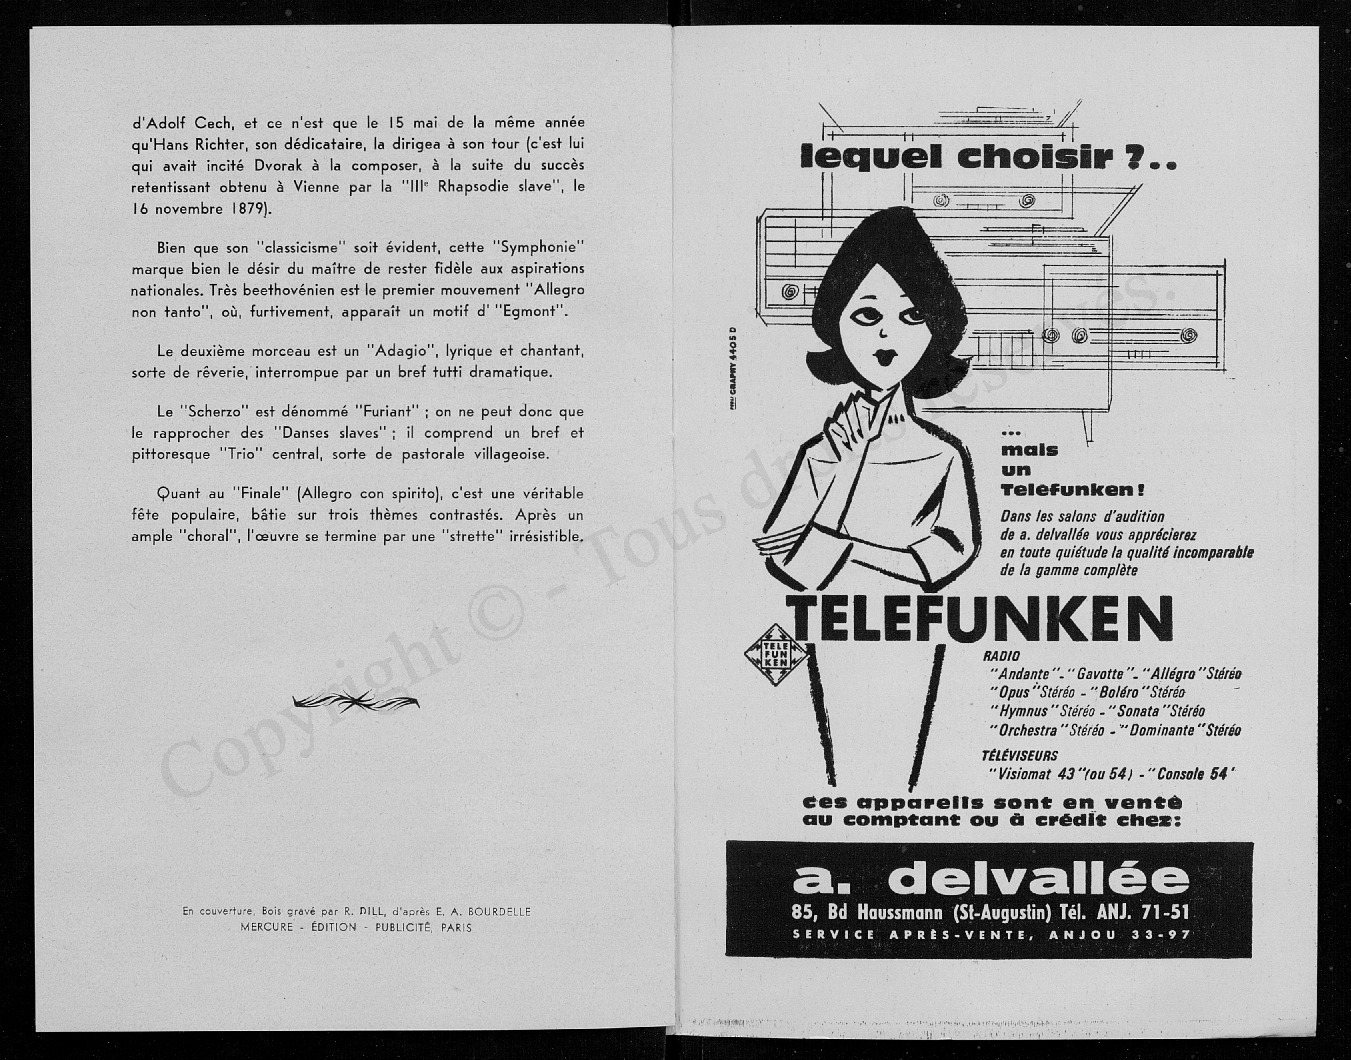 d'Adolf Cech, et ce n'est que le 15 mai de la même année
qu'Hans Richter, son dédicataire, la dirigea à son tour (c'est lui
qui avait incité Dvorak à la composer, à la suite du succès
retentissant obtenu à Vienne par la "IIIe Rhapsodie slave", le
16 novembre 1879).
Bien que son "classicisme" soit évident, cette "Symphonie"
marque bien le désir du maître de rester fidèle aux aspirations
nationales. Très beethovénien est le premier mouvement "Allegro
non tanto", où, furtivement, apparaît un motif d' "Egmont".
Le deuxième morceau est un "Adagio", lyrique et chantant,
sorte de rêverie, interrompue par un bref tutti dramatique.
Le "Scherzo" est dénommé "Furiant" ; on ne peut donc que
le rapprocher des "Danses slaves" ; il comprend un bref et
pittoresque "Trio" central, sorte de pastorale villageoise.
Quant au "Finale" (Allegro con spirito), c'est une véritable
fête populaire, bâtie sur trois thèmes contrastés. Après un
ample "choral", l'œuvre se termine par une "strette" irrésistible.
En couverture, Bois gravé par R. DILL, d'après E. A. BOURDELLE
MERCURE - ÉDITION - PUBLICITÉ, PARIS
lequel choisir ?..
GRAPHY 4405 D
...
mais
un
Telefunken !
Dans les salons d'audition
de a. delvallée vous apprécierez
en toute quiétude la qualité incomparable
de la gamme complète
TELEFUNKEN
TELE
FUN
KEN
RADIO
"Andante" - "Gavotte" - "Allégro" Stéréo
"Opus" Stéréo - "Boléro" Stéréo
"Hymnus" Stéréo - "Sonata" Stéréo
"Orchestra" Stéréo - "Dominante" Stéréo
TÉLÉVISEURS
"Visiomat 43" (ou 54) - "Console 54"
ces appareils sont en vente
au comptant ou à crédit chez :
a. delvallée
85, Bd Haussmann (St-Augustin) Tél. ANJ. 71-51
SERVICE APRÈS-VENTE, ANJOU 33-97
Copyright © - Tous droits réservés.